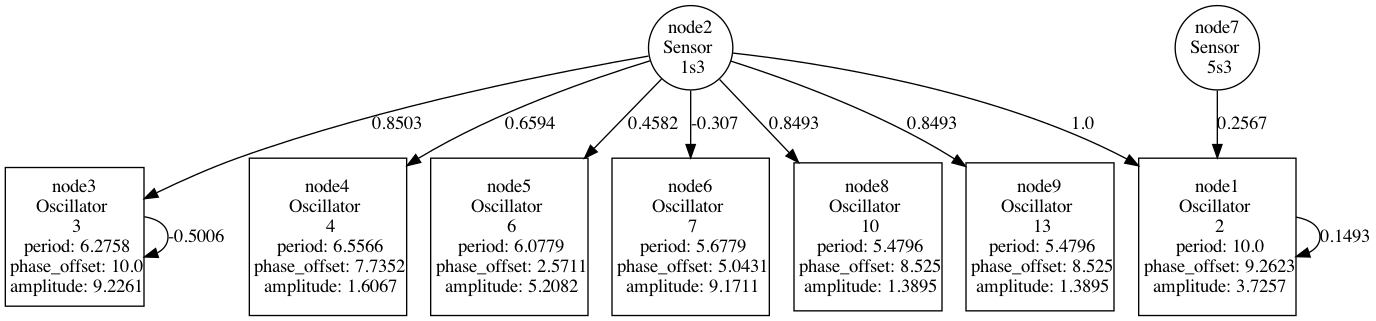 node2
Sensor
1s3
node7
Sensor
5s3
0.8503
0.6594
0.4582
-0.307
0.8493
0.8493
1.0
0.2567
node3
Oscillator
3
period: 6.2758
phase_offset: 10.0
amplitude: 9.2261
-0.5006
node4
Oscillator
4
period: 6.5566
phase_offset: 7.7352
amplitude: 1.6067
node5
Oscillator
6
period: 6.0779
phase_offset: 2.5711
amplitude: 5.2082
node6
Oscillator
7
period: 5.6779
phase_offset: 5.0431
amplitude: 9.1711
node8
Oscillator
10
period: 5.4796
phase_offset: 8.525
amplitude: 1.3895
node9
Oscillator
13
period: 5.4796
phase_offset: 8.525
amplitude: 1.3895
node1
Oscillator
2
period: 10.0
phase_offset: 9.2623
amplitude: 3.7257
0.1493